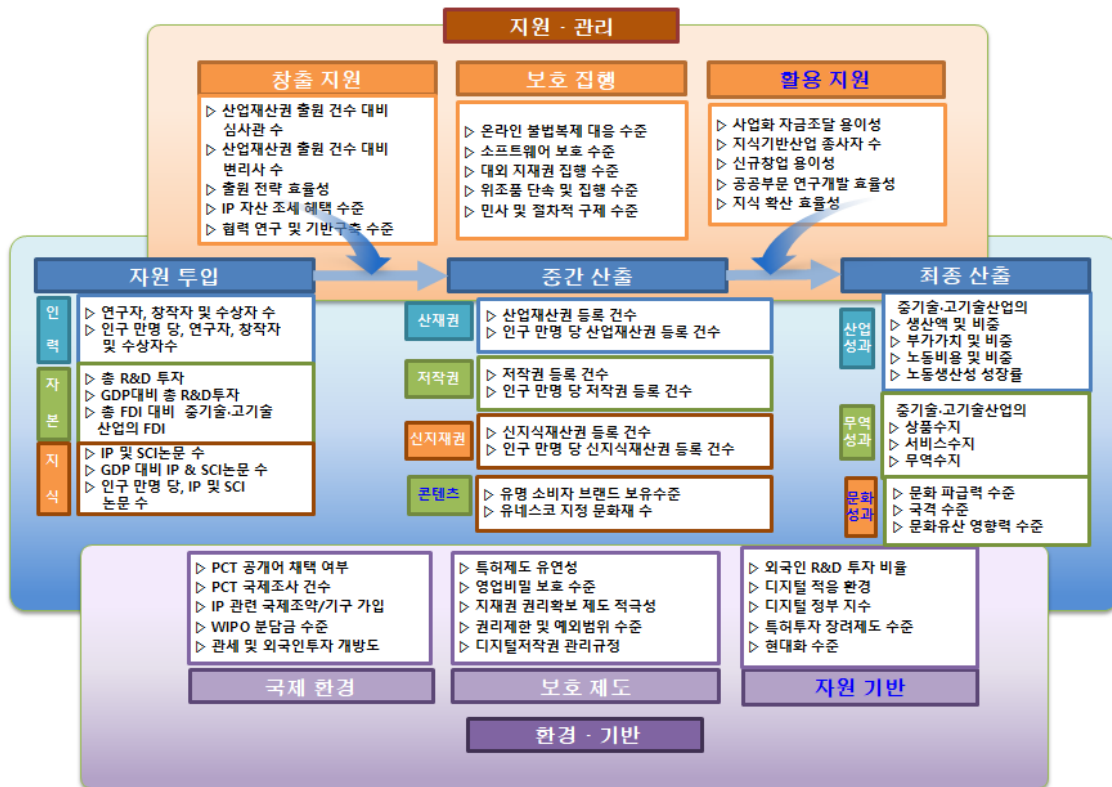 지원 · 관리
창출 지원
▷ 산업재산권 출원 건수 대비
심사관 수
▷ 산업재산권 출원 건수 대비
변리사 수
▷ 출원 전략 효율성
▷ IP 자산 조세 혜택 수준
▷ 협력 연구 및 기반구축 수준
보호 집행
▷ 온라인 불법복제 대응 수준
▷ 소프트웨어 보호 수준
▷ 대외 지재권 집행 수준
▷ 위조품 단속 및 집행 수준
▷ 민사 및 절차적 구제 수준
활용 지원
▷ 사업화 자금조달 용이성
▷ 지식기반산업 종사자 수
▷ 신규창업 용이성
▷ 공공부문 연구개발 효율성
▷ 지식 확산 효율성
자원 투입
인
력
▷ 연구자, 창작자 및 수상자 수
▷ 인구 만명 당, 연구자, 창작자
및 수상자수
자
본
▷ 총 R&D 투자
▷ GDP대비 총 R&D투자
▷ 총 FDI 대비 중기술·고기술
산업의 FDI
지
식
▷ IP 및 SCI논문 수
▷ GDP 대비 IP & SCI논문 수
▷ 인구 만명 당, IP 및 SCI
논문 수
중간 산출
산재권
▷ 산업재산권 등록 건수
▷ 인구 만명 당 산업재산권 등록 건수
저작권
▷ 저작권 등록 건수
▷ 인구 만명 당 저작권 등록 건수
신지재권
▷ 신지식재산권 등록 건수
▷ 인구 만명 당 신지식재산권 등록 건수
콘텐츠
▷ 유명 소비자 브랜드 보유수준
▷ 유네스코 지정 문화재 수
최종 산출
산업
성과
중기술·고기술산업의
▷ 생산액 및 비중
▷ 부가가치 및 비중
▷ 노동비용 및 비중
▷ 노동생산성 성장률
무역
성과
중기술·고기술산업의
▷ 상품수지
▷ 서비스수지
▷ 무역수지
문화
성과
▷ 문화 파급력 수준
▷ 국격 수준
▷ 문화유산 영향력 수준
▷ PCT 공개어 채택 여부
▷ PCT 국제조사 건수
▷ IP 관련 국제조약/기구 가입
▷ WIPO 분담금 수준
▷ 관세 및 외국인투자 개방도
국제 환경
▷ 특허제도 유연성
▷ 영업비밀 보호 수준
▷ 지재권 권리확보 제도 적극성
▷ 권리제한 및 예외범위 수준
▷ 디지털저작권 관리규정
보호 제도
▷ 외국인 R&D 투자 비율
▷ 디지털 적응 환경
▷ 디지털 정부 지수
▷ 특허투자 장려제도 수준
▷ 현대화 수준
자원 기반
환경 · 기반